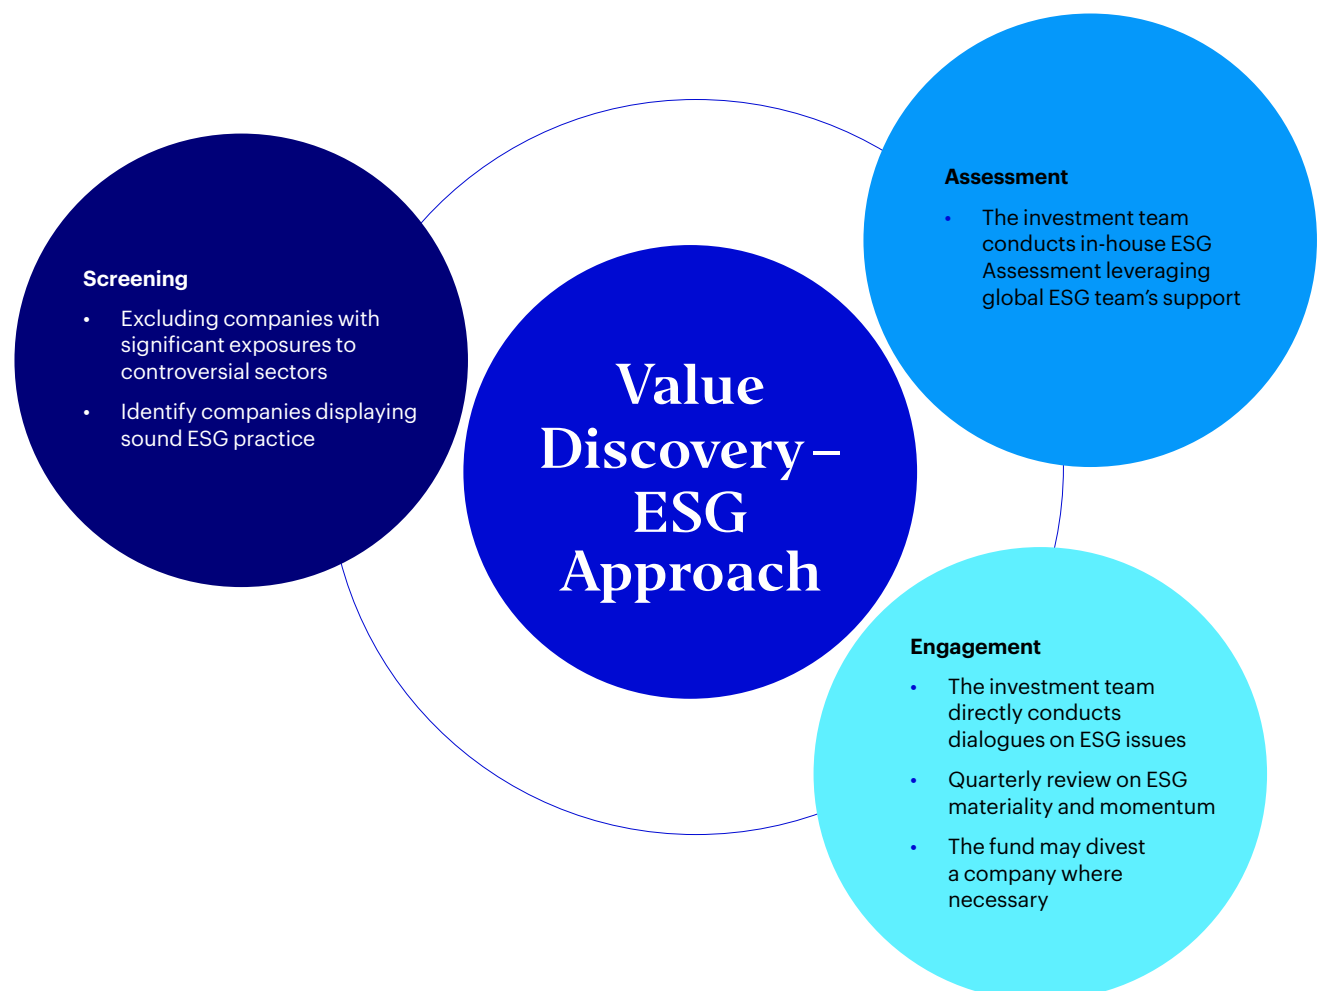 Screening
• Excluding companies with
significant exposures to
controversial sectors
• Identify companies displaying
sound ESG practice
Value
Discovery –
ESG
Approach
Assessment
• The investment team
conducts in-house ESG
Assessment leveraging
global ESG team’s support
Engagement
• The investment team
directly conducts
dialogues on ESG issues
• Quarterly review on ESG
materiality and momentum
• The fund may divest
a company where
necessary